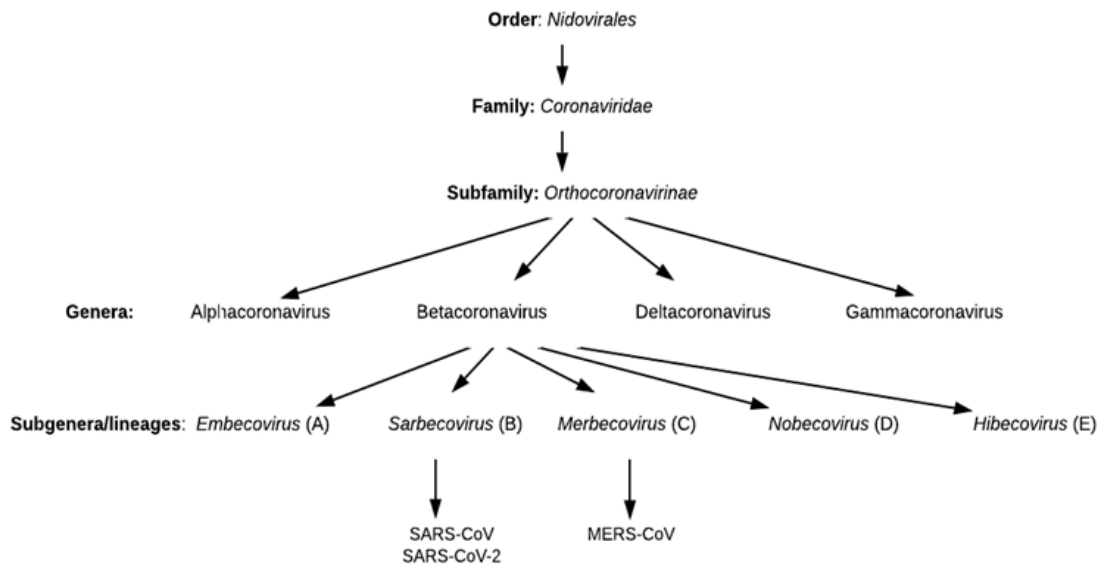 Order: Nidovirales
Family: Coronaviridae
Subfamily: Orthocoronavirinae
Genera: Alphacoronavirus Betacoronavirus Deltacoronavirus Gammacoronavirus
Subgenera/lineages: Embecovirus (A) Sarbecovirus (B) Merbecovirus (C) Nobecovirus (D) Hibecovirus (E)
SARS-CoV MERS-CoV
SARS-CoV-2